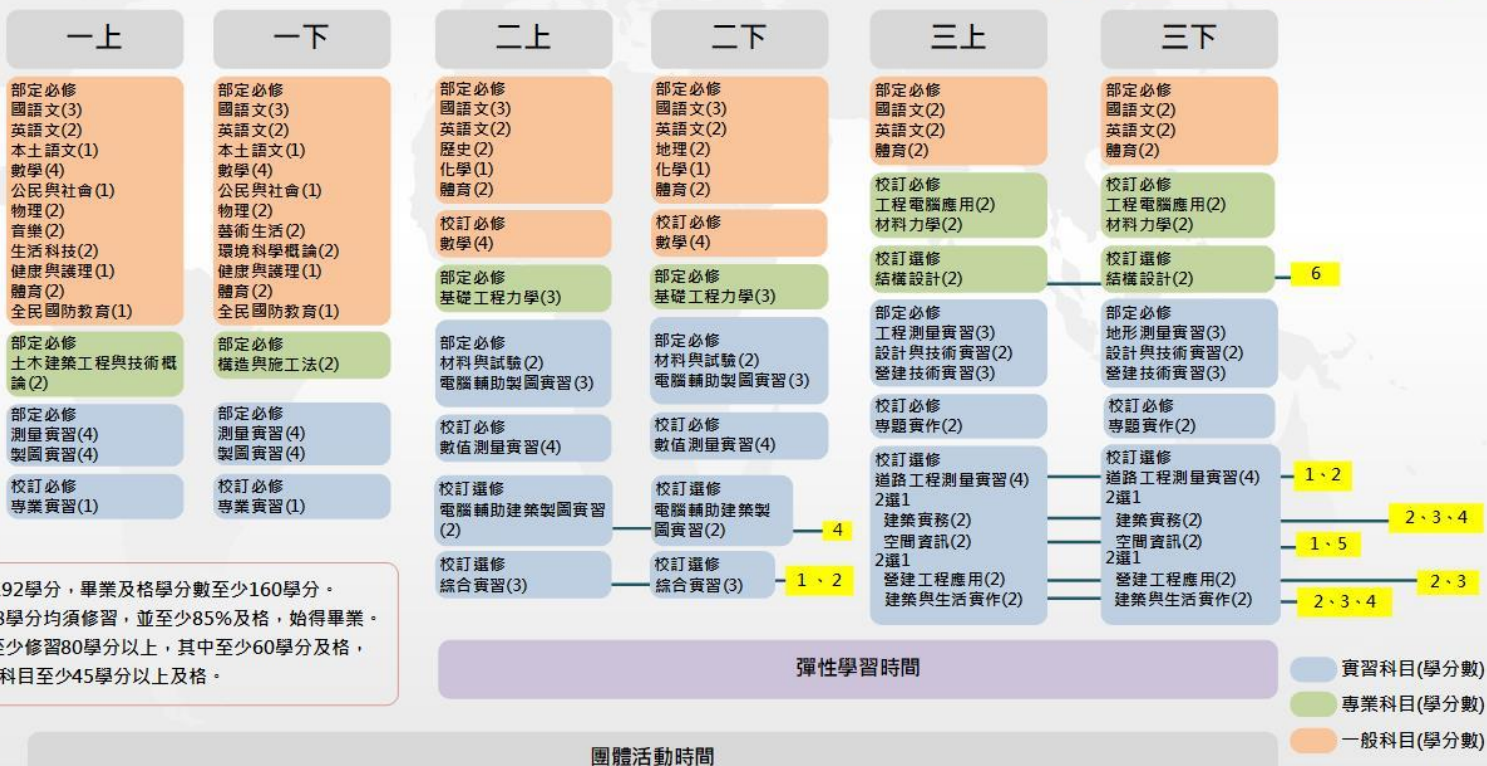 一上
部定必修
國語文(3)
英語文(2)
本土語文(1)
數學(4)
公民與社會(1)
物理(2)
音樂(2)
生活科技(2)
健康與護理(1)
體育(2)
全民國防教育(1)
部定必修
土木建築工程與技術概
論(2)
部定必修
測量實習(4)
製圖實習(4)
校訂必修
專業實習(1)
一下
部定必修
國語文(3)
英語文(2)
本土語文(1)
數學(4)
公民與社會(1)
物理(2)
藝術生活(2)
環境科學概論(2)
健康與護理(1)
體育(2)
全民國防教育(1)
部定必修
構造與施工法(2)
部定必修
測量實習(4)
製圖實習(4)
校訂必修
專業實習(1)
二上
部定必修
國語文(3)
英語文(2)
歷史(2)
化學(1)
體育(2)
校訂必修
數學(4)
部定必修
基礎工程力學(3)
部定必修
材料與試驗(2)
電腦輔助製圖實習(3)
校訂必修
數值測量實習(4)
校訂選修
電腦輔助建築製圖實習
(2)
校訂選修
綜合實習(3)
二下
部定必修
國語文(3)
英語文(2)
地理(2)
化學(1)
體育(2)
校訂必修
數學(4)
部定必修
基礎工程力學(3)
部定必修
材料與試驗(2)
電腦輔助製圖實習(3)
校訂必修
數值測量實習(4)
校訂選修
電腦輔助建築製
圖實習(2)
4
校訂選修
綜合實習(3)
1、2
三上
部定必修
國語文(2)
英語文(2)
體育(2)
校訂必修
工程電腦應用(2)
材料力學(2)
校訂選修
結構設計(2)
部定必修
工程測量實習(3)
設計與技術實習(2)
營建技術實習(3)
校訂必修
專題實作(2)
校訂選修
道路工程測量實習(4)
2選1
建築實務(2)
空間資訊(2)
2選1
營建工程應用(2)
建築與生活實作(2)
三下
部定必修
國語文(2)
英語文(2)
體育(2)
校訂必修
工程電腦應用(2)
材料力學(2)
校訂選修
結構設計(2)
6
部定必修
地形測量實習(3)
設計與技術實習(2)
營建技術實習(3)
校訂必修
專題實作(2)
校訂選修
道路工程測量實習(4)
1、2
2選1
建築實務(2)
2、3、4
空間資訊(2)
1、5
2選1
營建工程應用(2)
2、3
建築與生活實作(2)
2、3、4
92學分，畢業及格學分數至少160學分。
學分均須修習，並至少85%及格，始得畢業。
至少修習80學分以上，其中至少60學分及格，
科目至少45學分以上及格。
彈性學習時間
團體活動時間
實習科目(學分數)
專業科目(學分數)
一般科目(學分數)